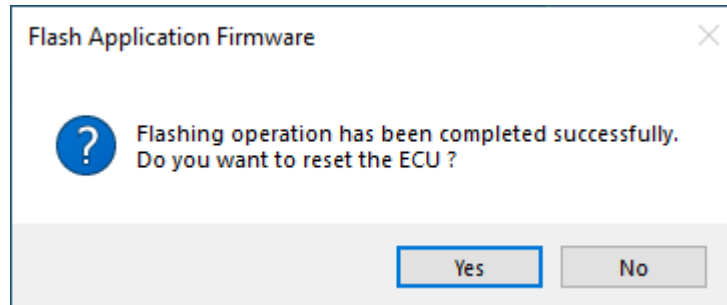 Flash Application Firmware
?
Flashing operation has been completed successfully.
Do you want to reset the ECU ?
Yes
No